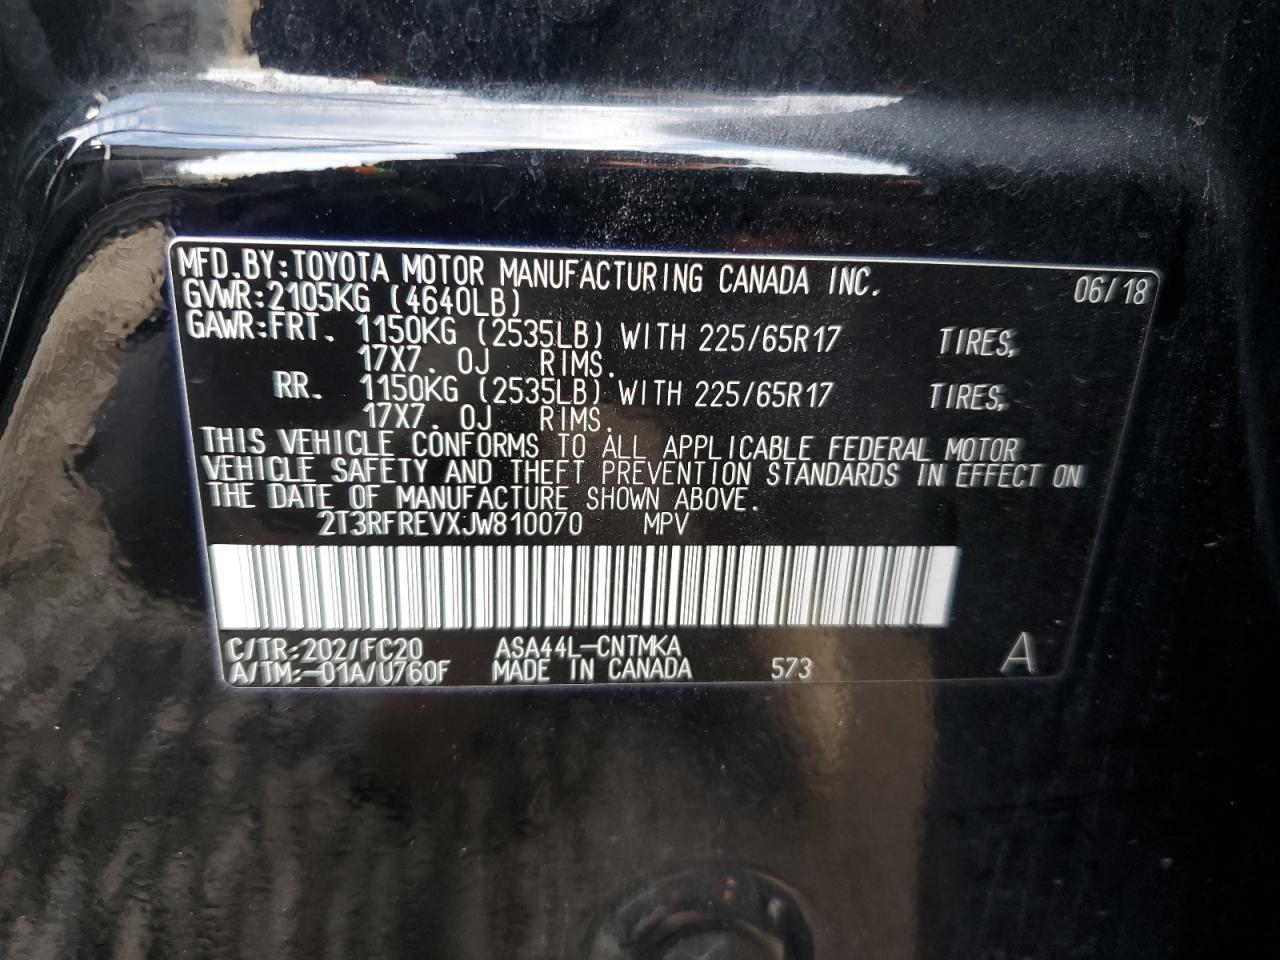 MFD.BY:TOYOTA MOTOR MANUFACTURING CANADA INC. 06/18
GVWR:2105KG (4640LB)
GAWR:FRT. 1150KG (2535LB) WITH 225/65R17 TIRES,
17X7.0J RIMS.
RR. 1150KG (2535LB) WITH 225/65R17 TIRES,
17X7.0J RIMS.
THIS VEHICLE CONFORMS TO ALL APPLICABLE FEDERAL MOTOR
VEHICLE SAFETY AND THEFT PREVENTION STANDARDS IN EFFECT ON
THE DATE OF MANUFACTURE SHOWN ABOVE.
2T3RFREVXJW810070 MPV
C/TR:202/FC20 ASA44L-CNTMKA
A/TM:-01A/U760F MADE IN CANADA 573 A